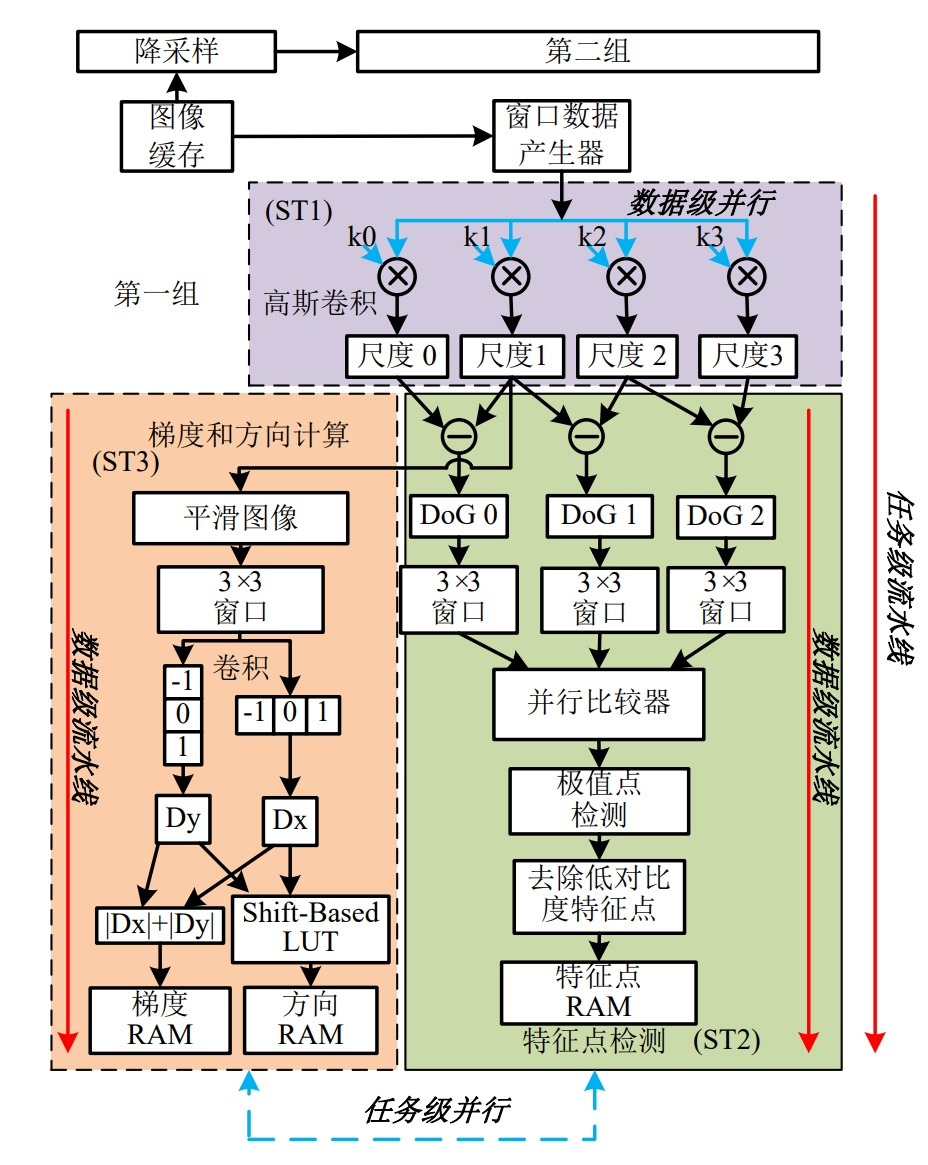 降采样
第二组
图像
缓存
窗口数据
产生器
(ST1)
数据级并行
k0
k1
k2
k3
第一组
高斯卷积
尺度 0
尺度1
尺度 2
尺度3
梯度和方向计算
(ST3)
平滑图像
DoG 0
DoG 1
DoG 2
3×3
窗口
3×3
窗口
3×3
窗口
3×3
窗口
卷积
-1
0
1
-1 0 1
并行比较器
数据级流水线
数据级流水线
任务级流水线
Dy
Dx
极值点
检测
去除低对比
度特征点
|Dx|+|Dy|
Shift-Based
LUT
梯度
RAM
方向
RAM
特征点
RAM
特征点检测 (ST2)
任务级并行